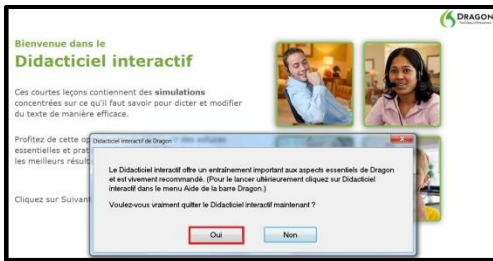 DRAGON
Bienvenue dans le
Didacticiel interactif
Ces courtes leçons contiennent des simulations
concentrées sur ce qu'il faut savoir pour dicter et modifier
du texte de manière efficace.
Profitez de cette op
essentielles et prat
les meilleurs résult
Didacticiel interactif de Dragon
Le Didacticiel interactif offre un entraînement important aux aspects essentiels de Dragon
et est vivement recommandé. (Pour le lancer ultérieurement cliquez sur Didacticiel
interactif dans le menu Aide de la barre Dragon.)
Voulez-vous vraiment quitter le Didacticiel interactif maintenant ?
Cliquez sur Suivant
Oui Non